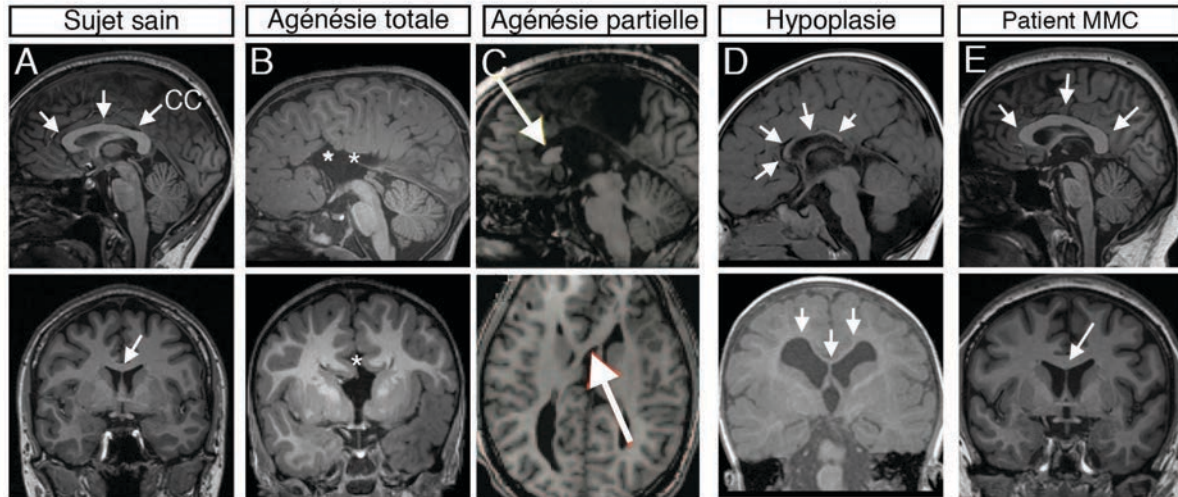 Sujet sain
Agénésie totale
Agénésie partielle
Hypoplasie
Patient MMC
A
CC
B
* *
C
D
E
*